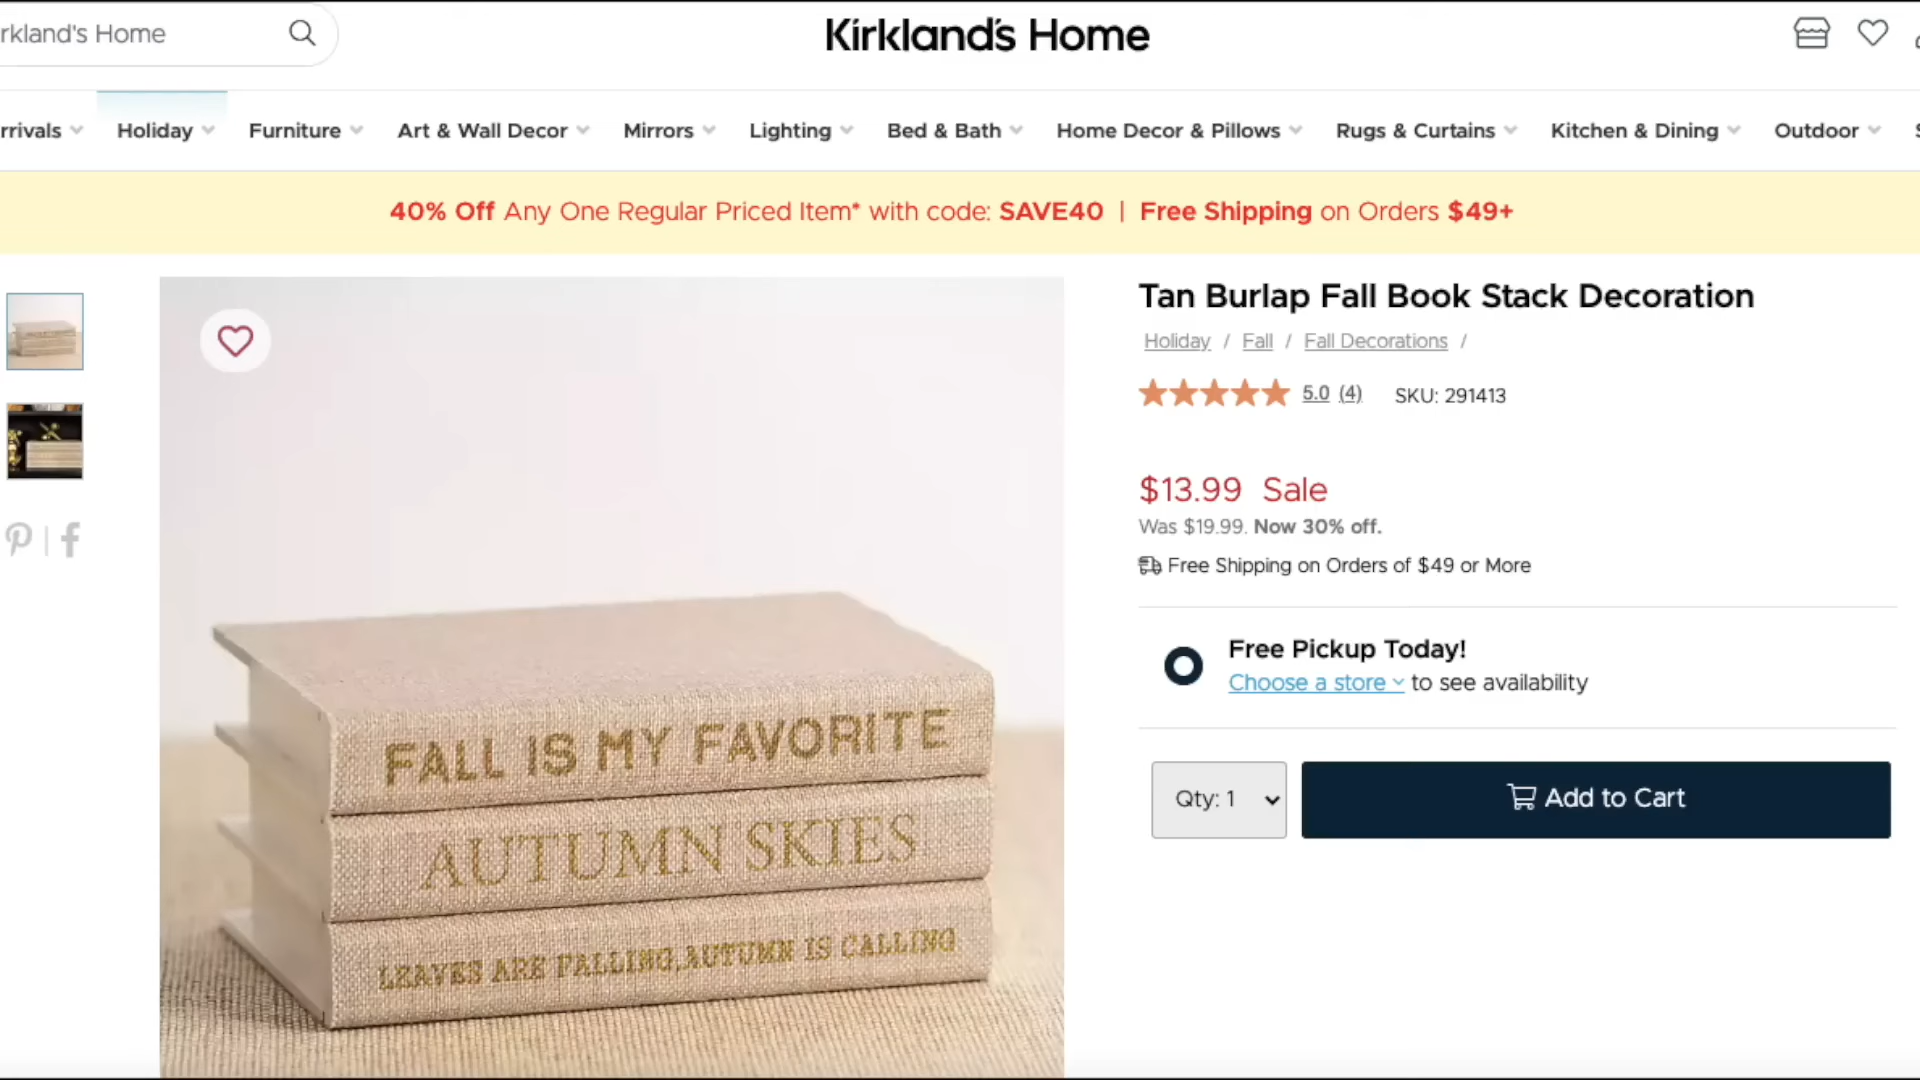 rkland's Home
Kirkland's Home
rrivals
Holiday
Furniture
Art & Wall Decor
Mirrors
Lighting
Bed & Bath
Home Decor & Pillows
Rugs & Curtains
Kitchen & Dining
Outdoor
40% Off Any One Regular Priced Item* with code: SAVE40 | Free Shipping on Orders $49+
Tan Burlap Fall Book Stack Decoration
Holiday / Fall / Fall Decorations /
5.0 (4) SKU: 291413
$13.99 Sale
Was $19.99. Now 30% off.
Free Shipping on Orders of $49 or More
Free Pickup Today!
Choose a store to see availability
Qty: 1
Add to Cart
FALL IS MY FAVORITE
AUTUMN SKIES
LEAVES ARE FALLING,AUTUMN IS CALLING